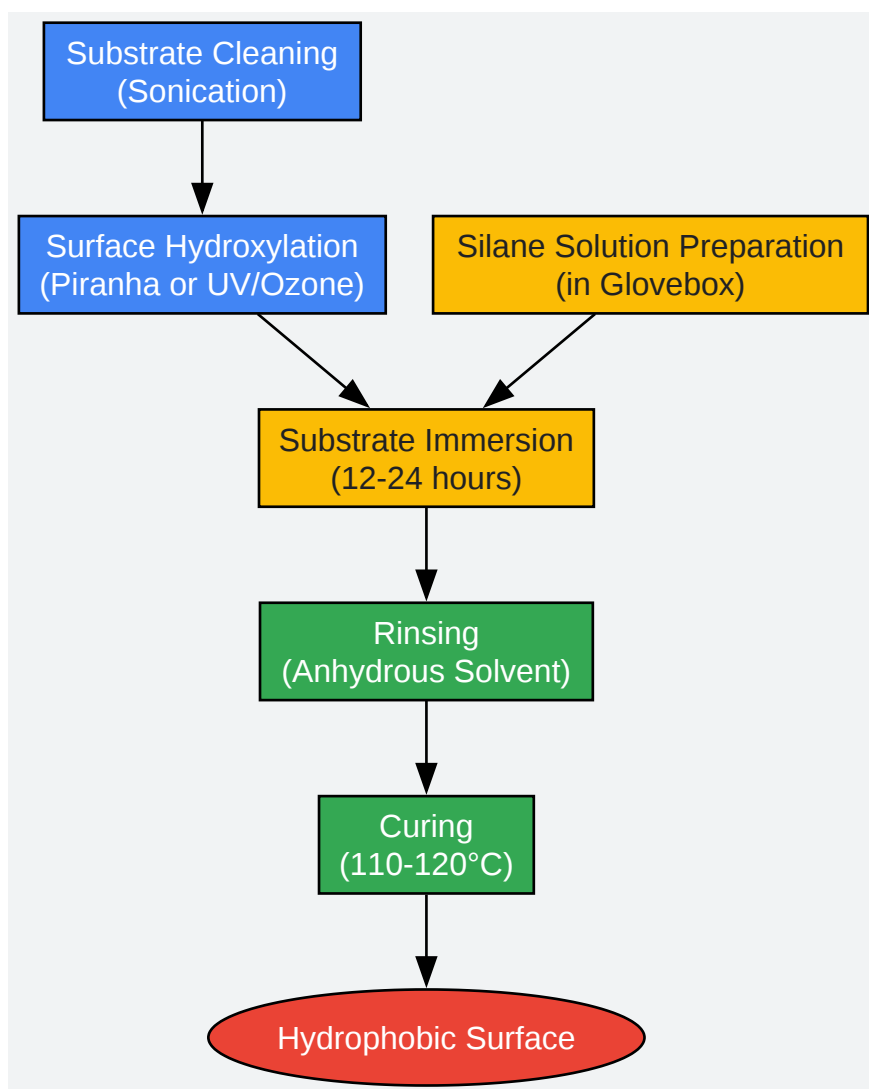 Substrate Cleaning
(Sonication)
Surface Hydroxylation
(Piranha or UV/Ozone)
Silane Solution Preparation
(in Glovebox)
Substrate Immersion
(12-24 hours)
Rinsing
(Anhydrous Solvent)
Curing
(110-120°C)
Hydrophobic Surface